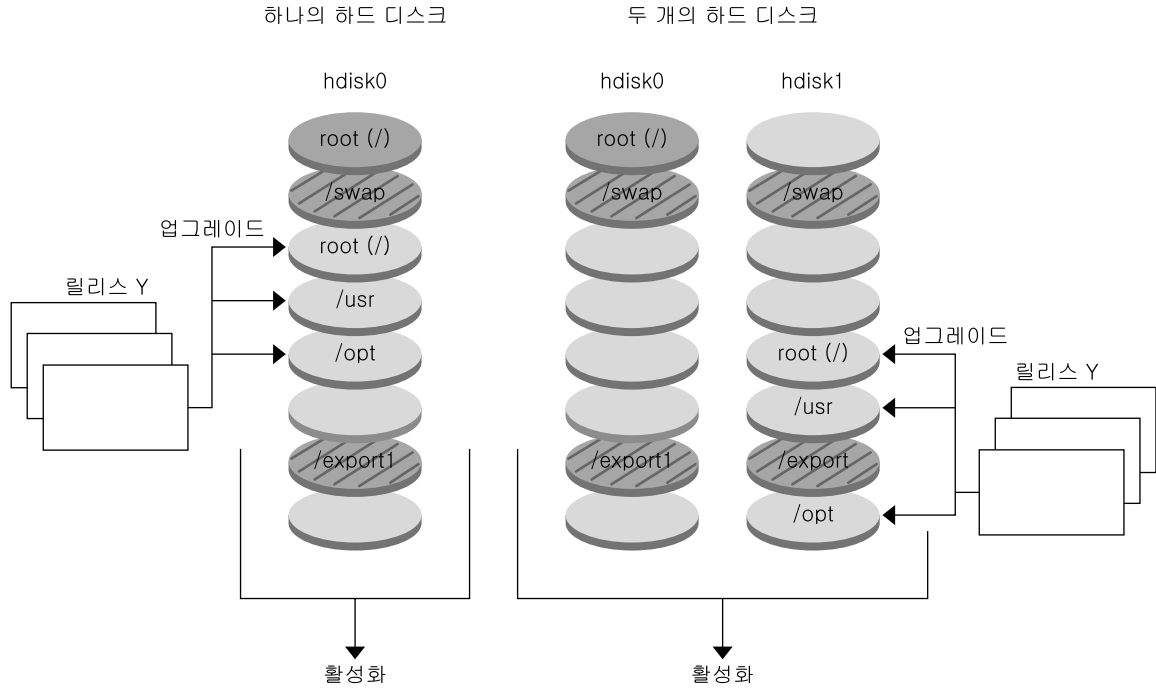 하나의 하드 디스크
두 개의 하드 디스크
hdisk0
hdisk0
hdisk1
root (/)
root (/)
/swap
/swap
/swap
업그레이드
root (/)
릴리스 Y
/usr
/opt
root (/)
업그레이드
릴리스 Y
/usr
/export1
/export1
/export
/opt
활성화
활성화